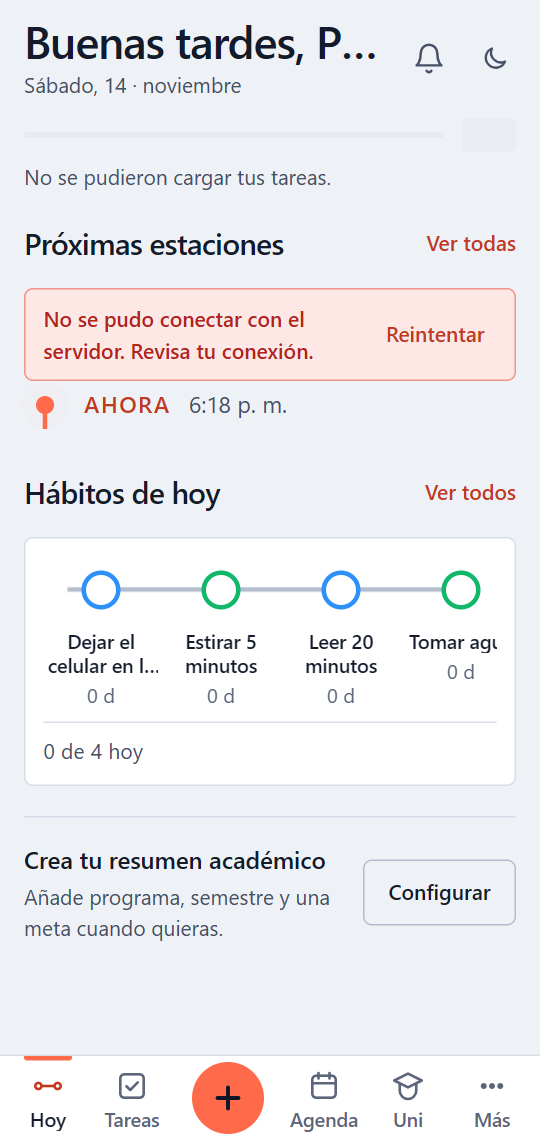 Buenas tardes, P...
Sábado, 14 · noviembre
No se pudieron cargar tus tareas.
Próximas estaciones
Ver todas
No se pudo conectar con el
servidor. Revisa tu conexión.
Reintentar
AHORA 6:18 p. m.
Hábitos de hoy
Ver todos
Dejar el
celular en l...
0 d
Estirar 5
minutos
0 d
Leer 20
minutos
0 d
Tomar agu
0 d
0 de 4 hoy
Crea tu resumen académico
Añade programa, semestre y una
meta cuando quieras.
Configurar
Hoy
Tareas
Agenda
Uni
Más